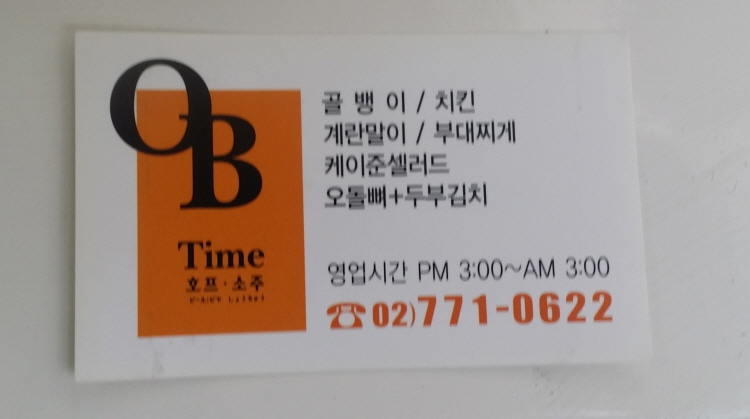 OB
Time
호프·소주
골뱅이 / 치킨
계란말이 / 부대찌게
케이준셀러드
오돌뼈+두부김치
영업시간 PM 3:00~AM 3:00
☎02)771-0622